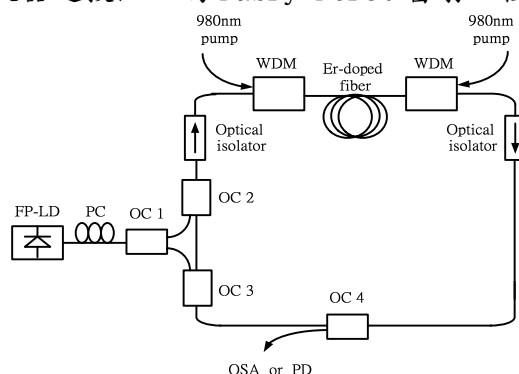 980nm
pump
980nm
pump
WDM
Er-doped
fiber
WDM
Optical
isolator
Optical
isolator
OC 2
FP-LD
PC
OC 1
OC 3
OC 4
OSA or PD